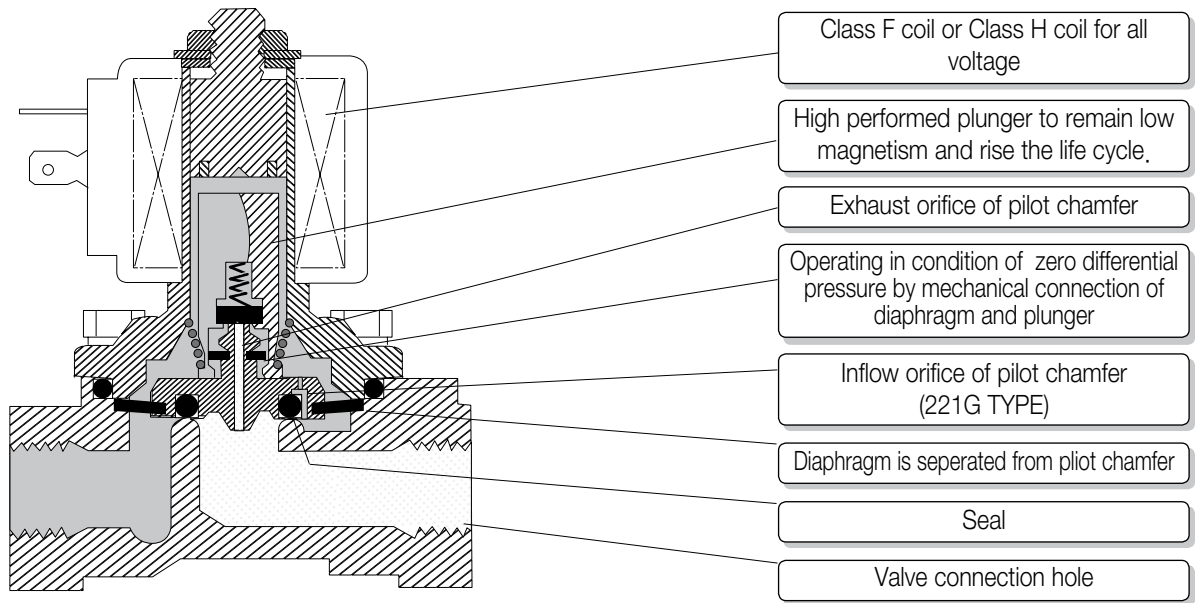 Class F coil or Class H coil for all
voltage
High performed plunger to remain low
magnetism and rise the life cycle.
Exhaust orifice of pilot chamfer
Operating in condition of zero differential
pressure by mechanical connection of
diaphragm and plunger
Inflow orifice of pilot chamfer
(221G TYPE)
Diaphragm is seperated from pliot chamfer
Seal
Valve connection hole